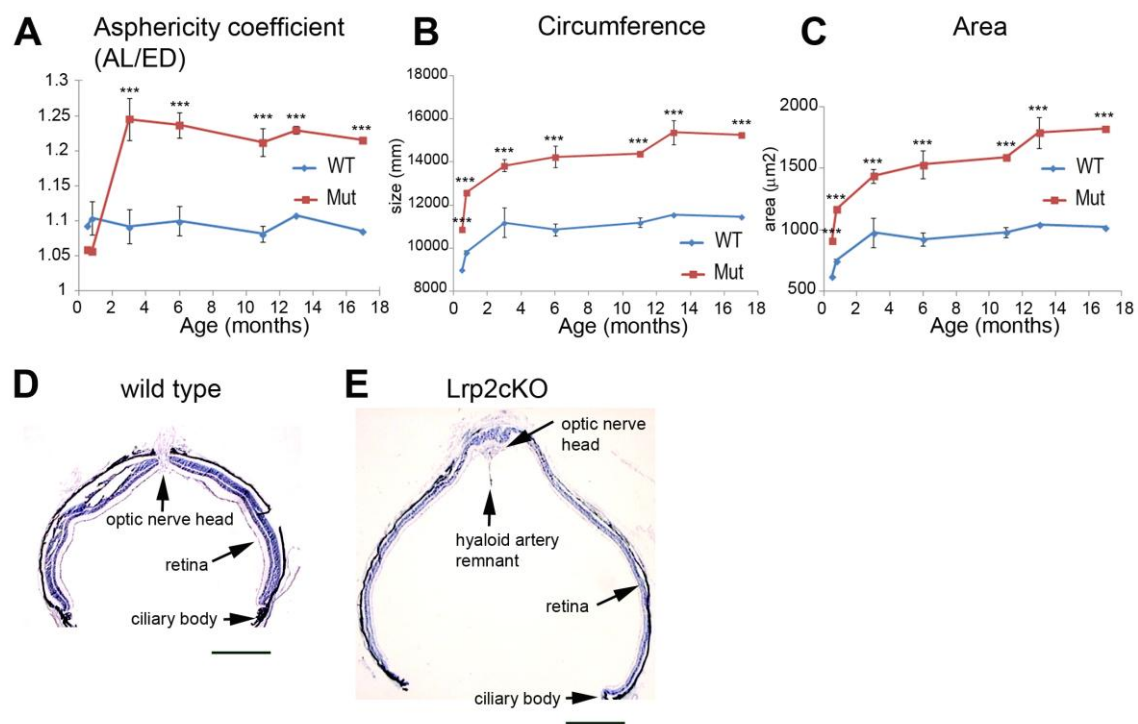 A
Asphericity coefficient
(AL/ED)
1.3
1.25
1.2
1.15
1.1
1.05
1
***
***
***
***
***
WT
Mut
0 2 4 6 8 10 12 14 16 18
Age (months)
B
Circumference
18000
16000
14000
12000
10000
8000
size (mm)
***
***
***
***
***
***
***
WT
Mut
0 2 4 6 8 10 12 14 16 18
Age (months)
C
Area
2000
1500
1000
500
area (μm2)
***
***
***
***
***
***
***
WT
Mut
0 2 4 6 8 10 12 14 16 18
Age (months)
D
wild type
optic nerve head
retina
ciliary body
E
Lrp2cKO
optic nerve
head
hyaloid artery
remnant
retina
ciliary body